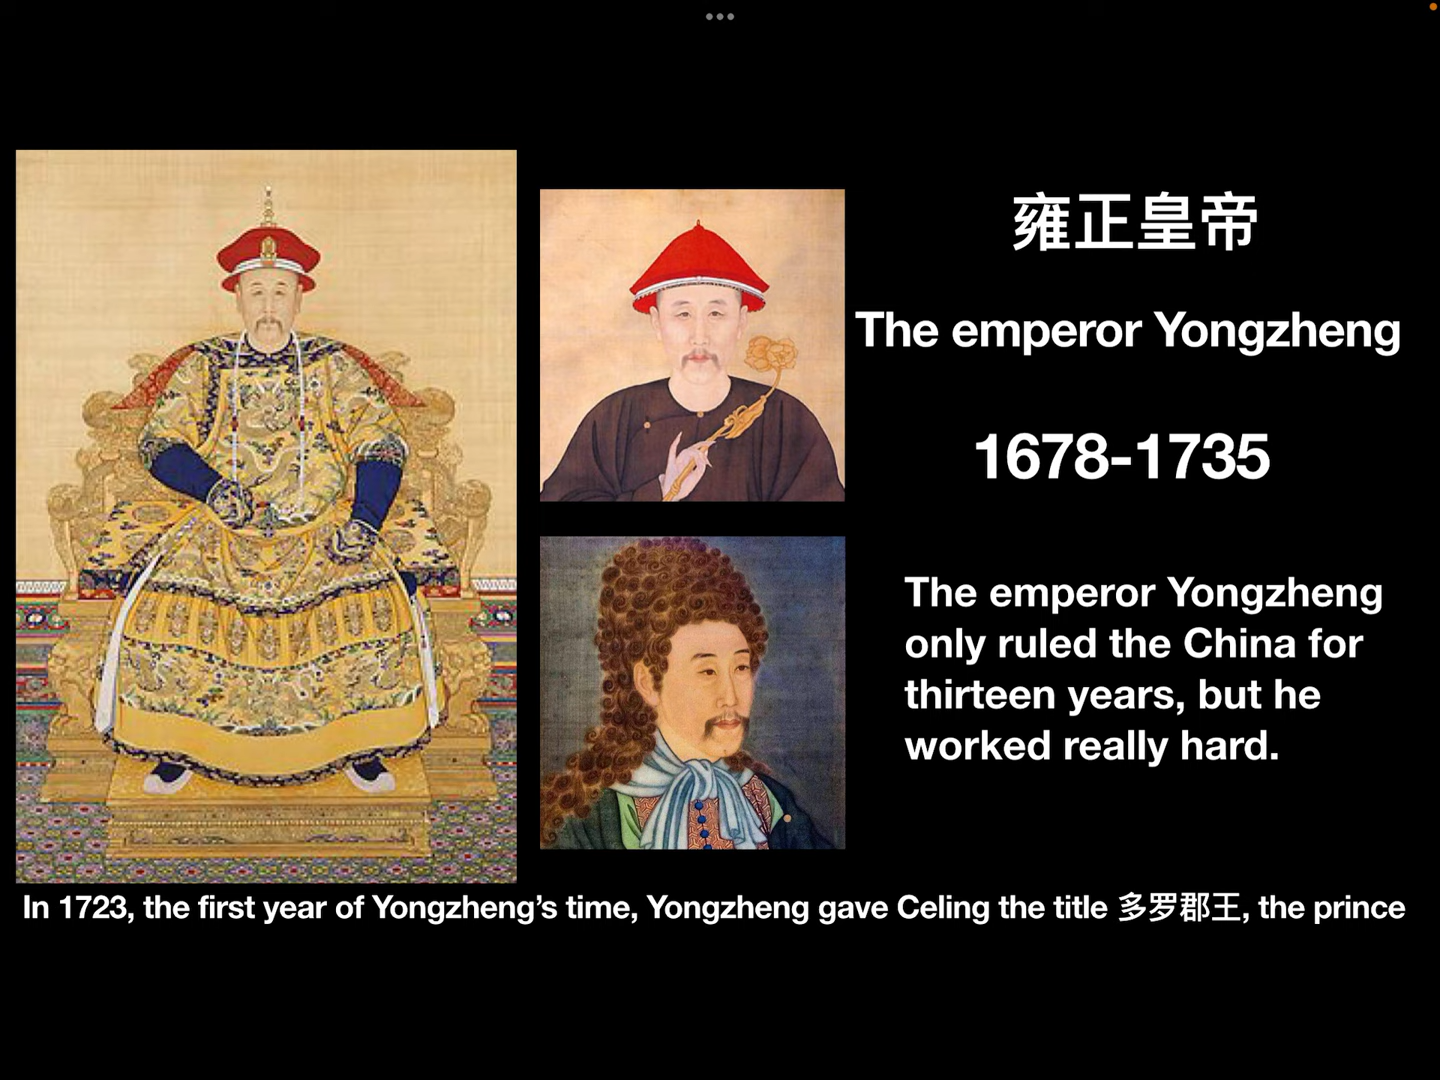 雍正皇帝
The emperor Yongzheng
1678-1735
The emperor Yongzheng
only ruled the China for
thirteen years, but he
worked really hard.
In 1723, the first year of Yongzheng’s time, Yongzheng gave Celing the title 多罗郡王, the prince